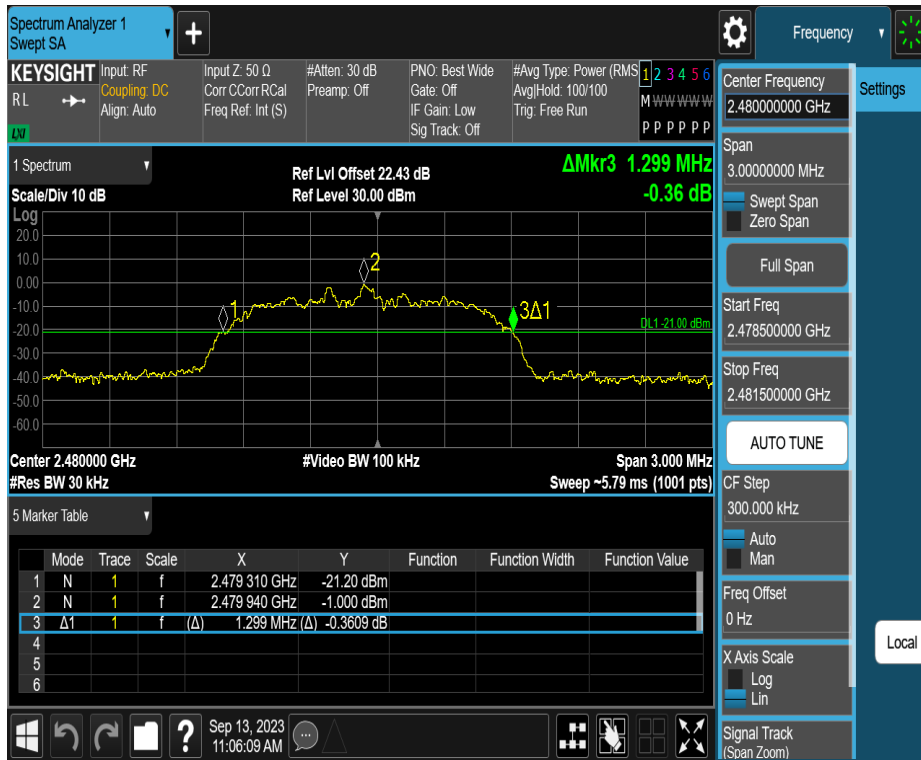 Spectrum Analyzer 1
Swept SA
+
Frequency
KEYSIGHT
R L
LXI
Input: RF
Coupling: DC
Align: Auto
Input Z: 50 Ω
Corr CCorr RCal
Freq Ref: Int (S)
#Atten: 30 dB
Preamp: Off
PNO: Best Wide
Gate: Off
IF Gain: Low
Sig Track: Off
#Avg Type: Power (RMS
Avg|Hold: 100/100
Trig: Free Run
1 2 3 4 5 6
M W W W W W
P P P P P P
1 Spectrum
Scale/Div 10 dB
Ref Lvl Offset 22.43 dB
Ref Level 30.00 dBm
ΔMkr3 1.299 MHz
-0.36 dB
Log
20.0
10.0
0.00
-10.0
-20.0
-30.0
-40.0
-50.0
-60.0
1
2
3Δ1
DL1 -21.00 dBm
Center 2.480000 GHz
#Res BW 30 kHz
#Video BW 100 kHz
Span 3.000 MHz
Sweep ~5.79 ms (1001 pts)
5 Marker Table
Mode Trace Scale X Y Function Function Width Function Value
1 N 1 f 2.479 310 GHz -21.20 dBm
2 N 1 f 2.479 940 GHz -1.000 dBm
3 Δ1 1 f (Δ) 1.299 MHz (Δ) -0.3609 dB
4
5
6
?
Sep 13, 2023
11:06:09 AM
Center Frequency
2.480000000 GHz
Span
3.00000000 MHz
Swept Span
Zero Span
Full Span
Start Freq
2.478500000 GHz
Stop Freq
2.481500000 GHz
AUTO TUNE
CF Step
300.000 kHz
Auto
Man
Freq Offset
0 Hz
X Axis Scale
Log
Lin
Signal Track
(Span Zoom)
Settings
Local